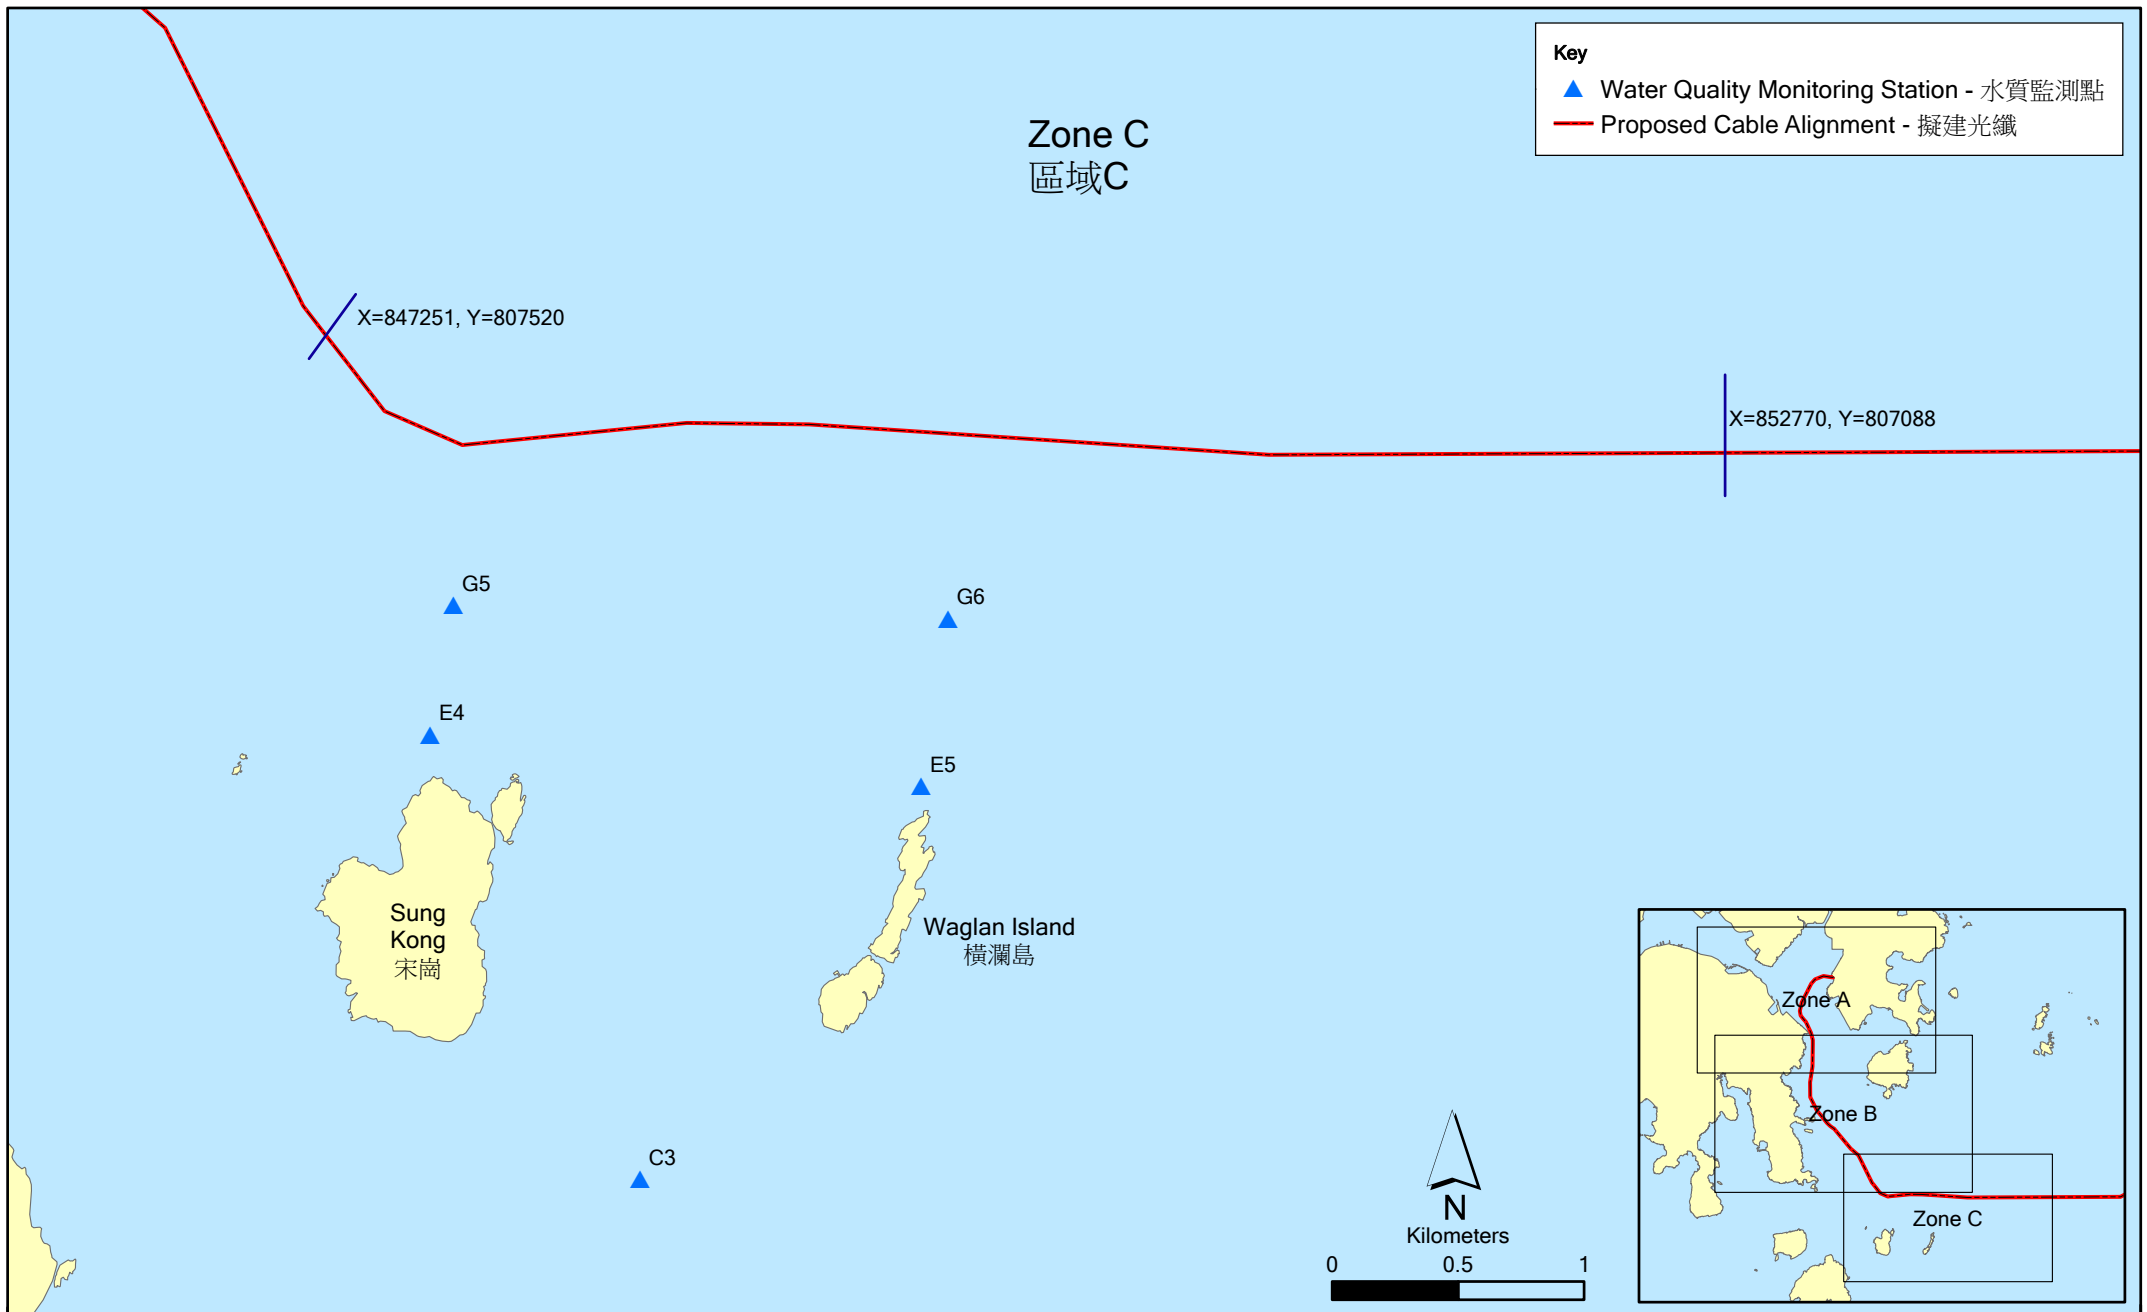 Key
Water Quality Monitoring Station - 水質監測點
Proposed Cable Alignment - 擬建光纖
Zone C
區域C
X=847251, Y=807520
X=852770, Y=807088
G5
G6
E4
E5
Sung
Kong
宋崗
Waglan Island
橫瀾島
C3
N
Kilometers
0 0.5 1
Zone A
Zone B
Zone C